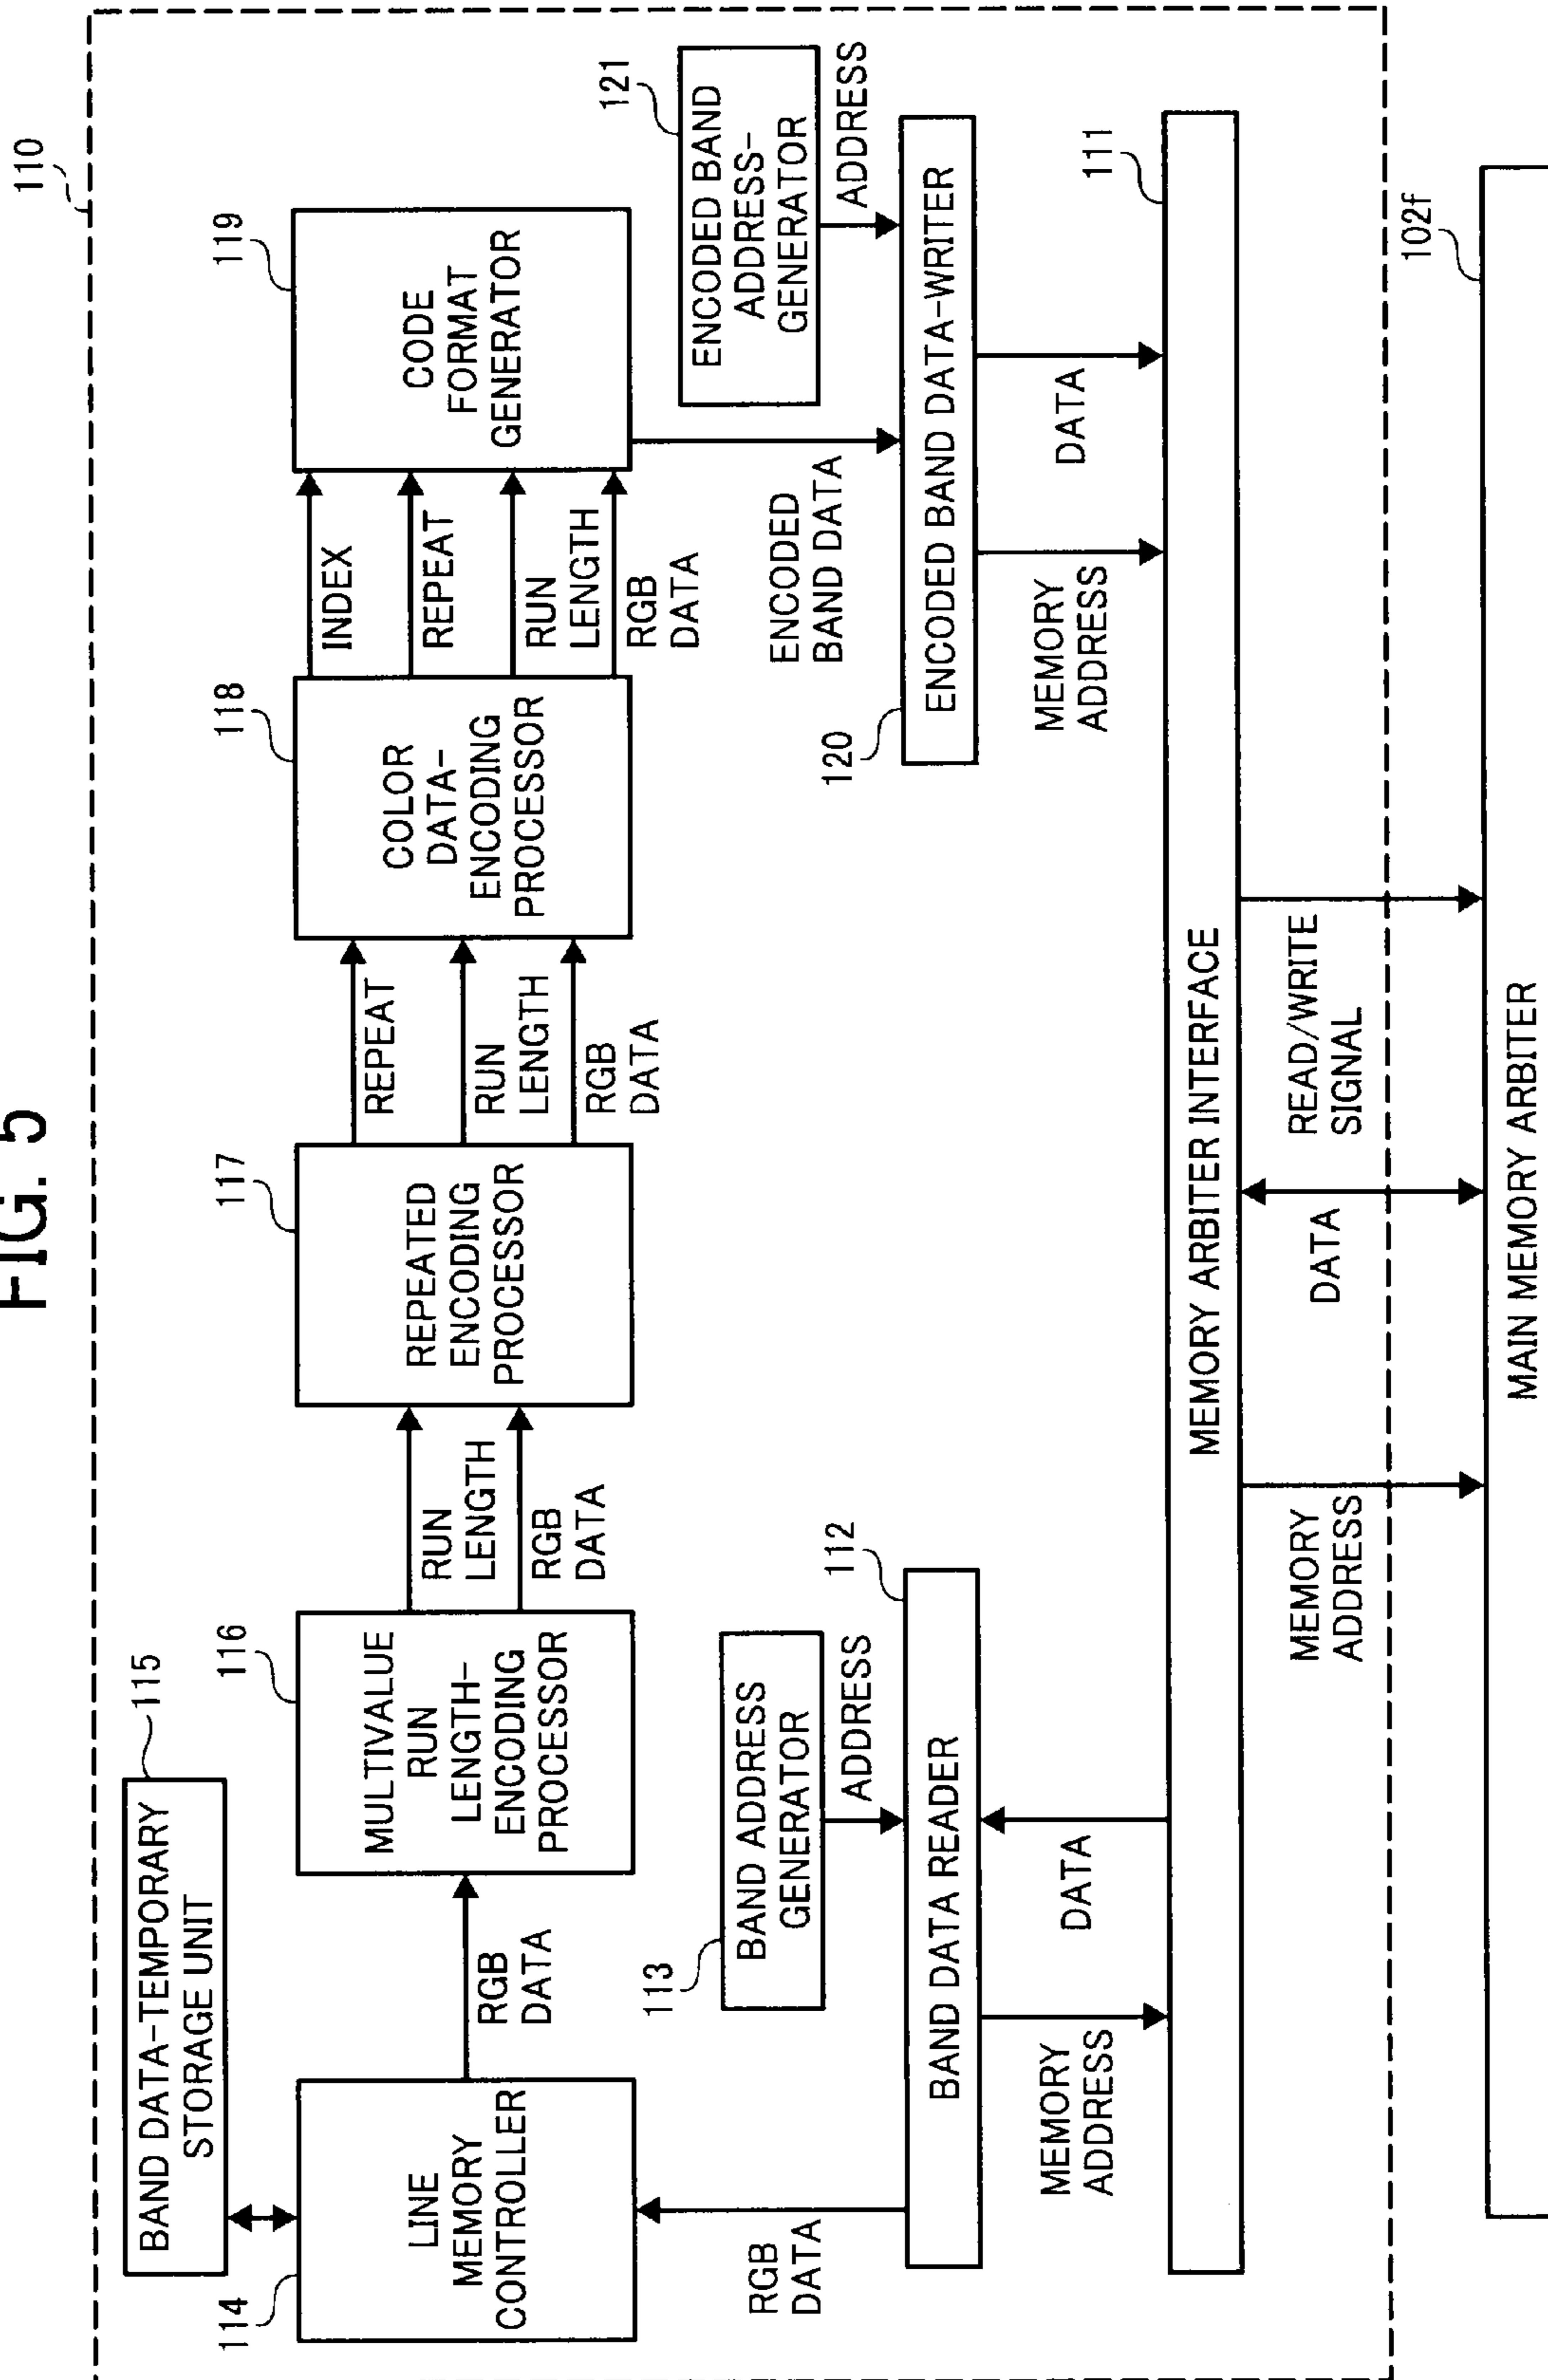 FIG. 5
110
BAND DATA-TEMPORARY
STORAGE UNIT
115
114
LINE
MEMORY
CONTROLLER
RGB
DATA
116
MULTIVALUE
RUN
LENGTH-
ENCODING
PROCESSOR
RUN
LENGTH
RGB
DATA
117
REPEATED
ENCODING
PROCESSOR
REPEAT
RUN
LENGTH
RGB
DATA
118
COLOR
DATA-
ENCODING
PROCESSOR
INDEX
REPEAT
RUN
LENGTH
RGB
DATA
119
CODE
FORMAT
GENERATOR
RGB
DATA
113
BAND ADDRESS
GENERATOR
ADDRESS
112
BAND DATA READER
MEMORY
ADDRESS
DATA
ENCODED
BAND DATA
121
ENCODED BAND
ADDRESS-
GENERATOR
ADDRESS
120
ENCODED BAND DATA-WRITER
MEMORY
ADDRESS
DATA
111
MEMORY ARBITER INTERFACE
MEMORY
ADDRESS
DATA
READ/WRITE
SIGNAL
102f
MAIN MEMORY ARBITER